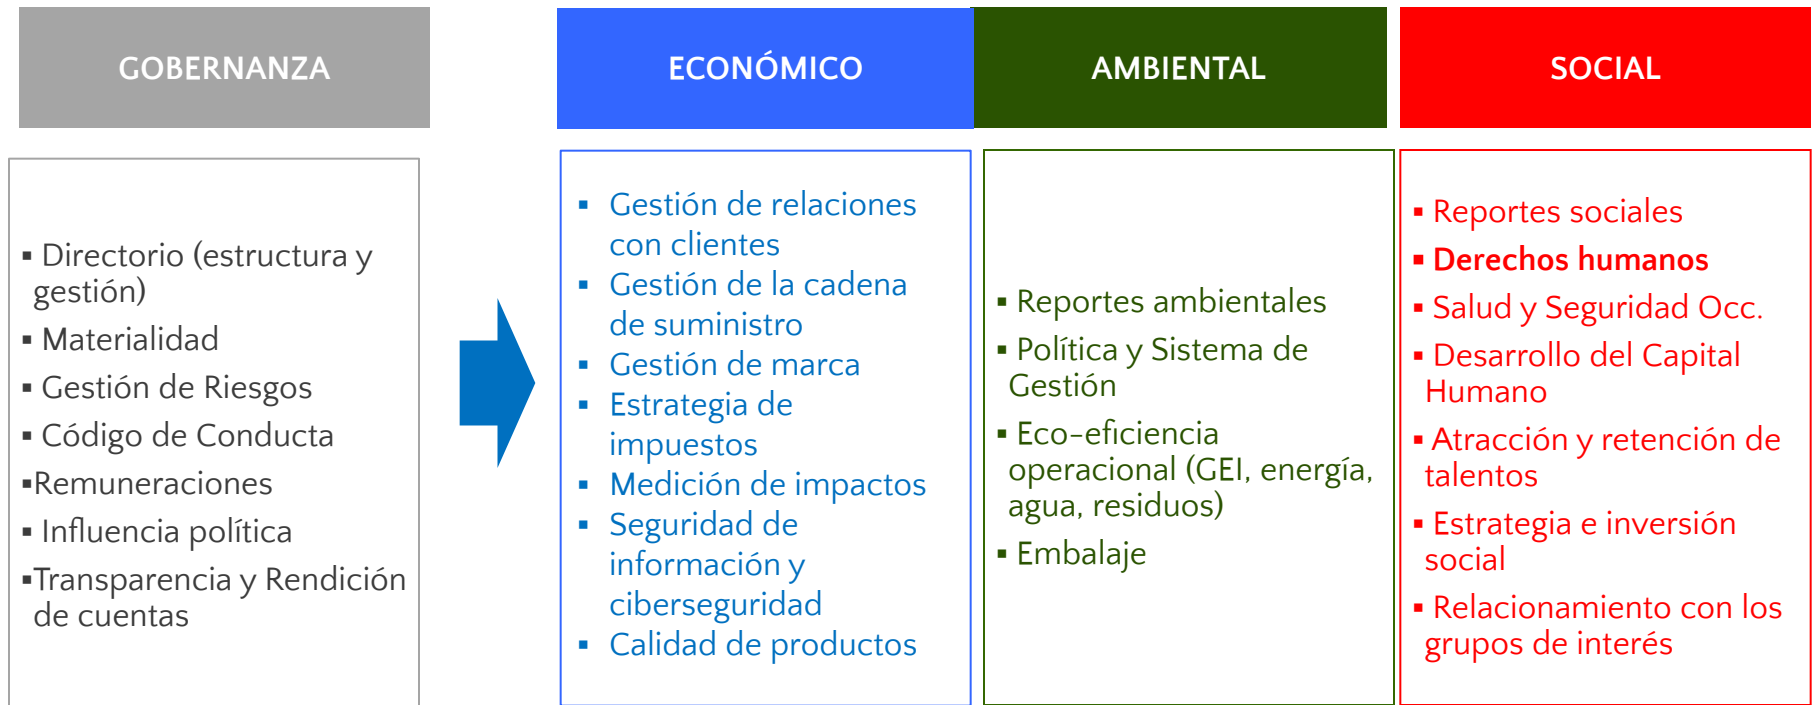 GOBERNANZA
▪ Directorio (estructura y
gestión)
▪ Materialidad
▪ Gestión de Riesgos
▪ Código de Conducta
▪Remuneraciones
▪ Influencia política
▪Transparencia y Rendición
de cuentas
ECONÓMICO
▪ Gestión de relaciones
con clientes
▪ Gestión de la cadena
de suministro
▪ Gestión de marca
▪ Estrategia de
impuestos
▪ Medición de impactos
▪ Seguridad de
información y
ciberseguridad
▪ Calidad de productos
AMBIENTAL
▪ Reportes ambientales
▪ Política y Sistema de
Gestión
▪ Eco-eficiencia
operacional (GEI, energía,
agua, residuos)
▪ Embalaje
SOCIAL
▪ Reportes sociales
▪ Derechos humanos
▪ Salud y Seguridad Occ.
▪ Desarrollo del Capital
Humano
▪ Atracción y retención de
talentos
▪ Estrategia e inversión
social
▪ Relacionamiento con los
grupos de interés